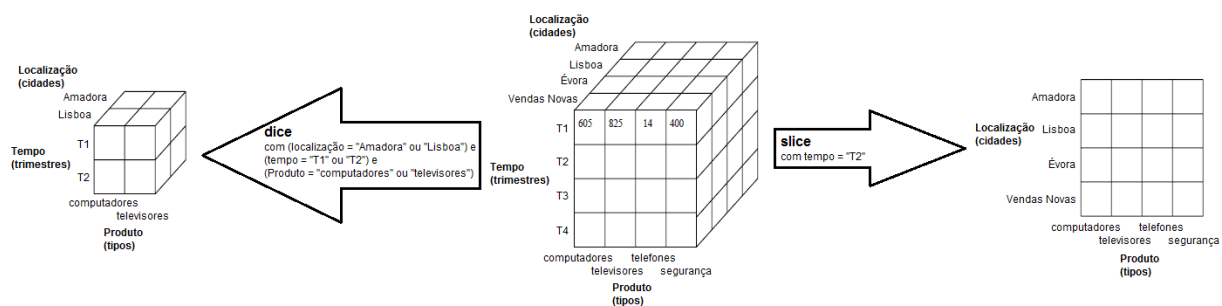 Localização
(cidades)
Amadora
Lisboa
Tempo
(trimestres)
T1
T2
computadores
televisores
Produto
(tipos)
dice
com (localização = "Amadora" ou "Lisboa") e
(tempo = "T1" ou "T2") e
(Produto = "computadores" ou "televisores")
Localização
(cidades)
Amadora
Lisboa
Évora
Vendas Novas
Tempo
(trimestres)
T1
605 825 14 400
T2
T3
T4
computadores telefones
televisores segurança
Produto
(tipos)
slice
com tempo = "T2"
Localização
(cidades)
Amadora
Lisboa
Évora
Vendas Novas
computadores telefones
televisores segurança
Produto
(tipos)